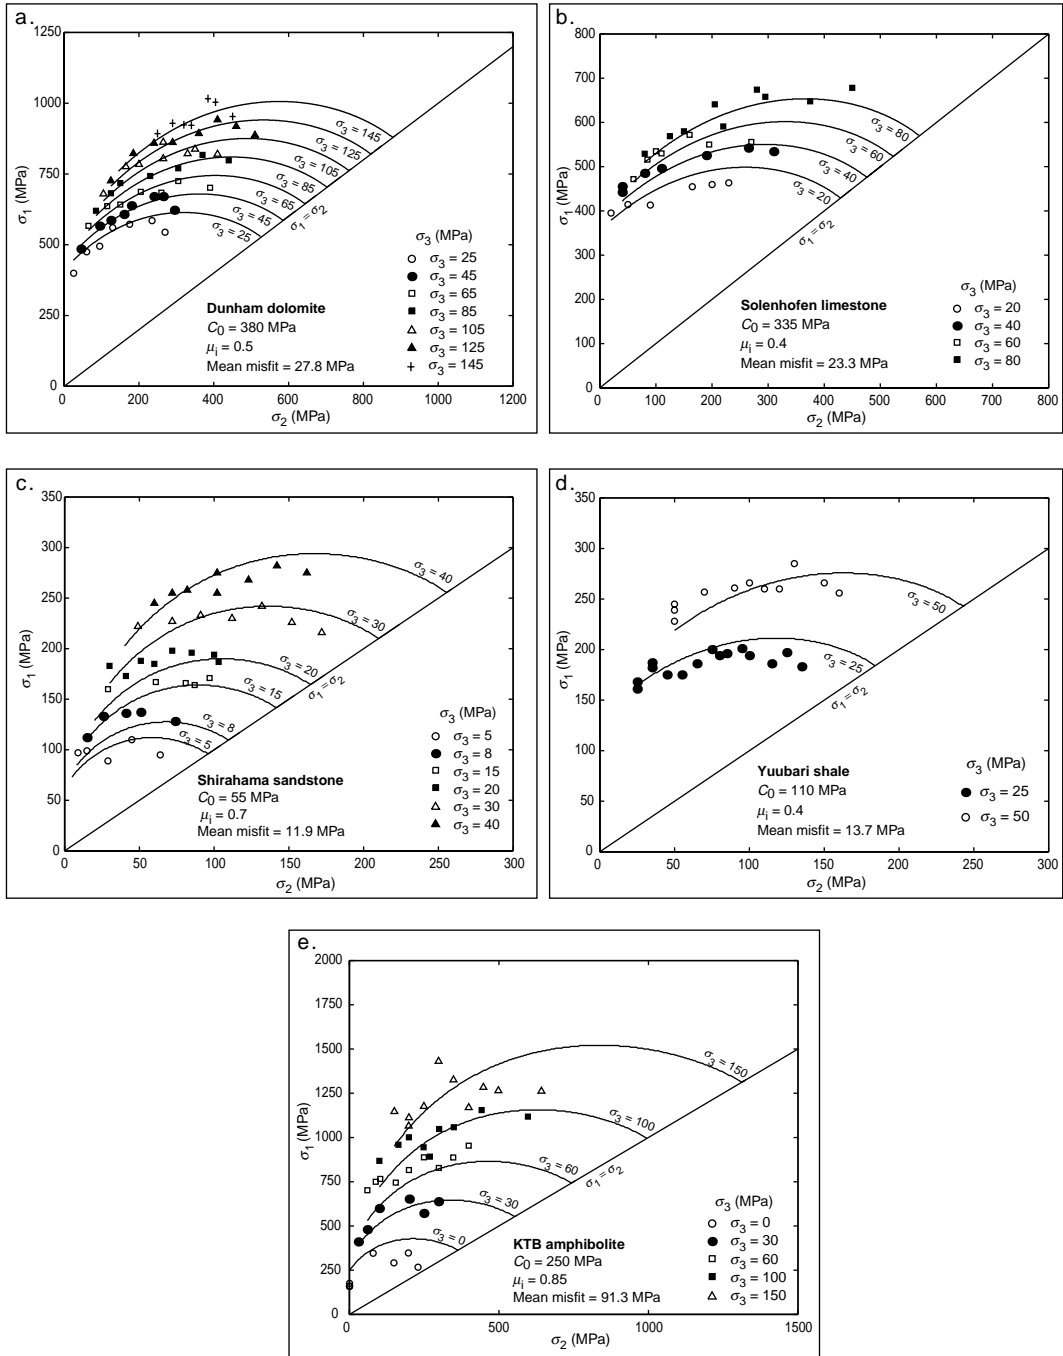 a.
1250
1000
750
500
250
0
σ1 (MPa)
0 200 400 600 800 1000 1200
σ2 (MPa)
σ3 = 145
σ3 = 125
σ3 = 105
σ3 = 85
σ3 = 65
σ3 = 45
σ3 = 25
σ1 = σ2
Dunham dolomite
C0 = 380 MPa
μi = 0.5
Mean misfit = 27.8 MPa
σ3 (MPa)
σ3 = 25
σ3 = 45
σ3 = 65
σ3 = 85
σ3 = 105
σ3 = 125
σ3 = 145
b.
800
700
600
500
400
300
200
100
0
σ1 (MPa)
0 100 200 300 400 500 600 700 800
σ2 (MPa)
σ3 = 80
σ3 = 60
σ3 = 40
σ3 = 20
σ1 = σ2
Solenhofen limestone
C0 = 335 MPa
μi = 0.4
Mean misfit = 23.3 MPa
σ3 (MPa)
σ3 = 20
σ3 = 40
σ3 = 60
σ3 = 80
c.
350
300
250
200
150
100
50
0
σ1 (MPa)
0 50 100 150 200 250 300
σ2 (MPa)
σ3 = 40
σ3 = 30
σ3 = 20
σ3 = 15
σ3 = 8
σ3 = 5
σ1 = σ2
Shirahama sandstone
C0 = 55 MPa
μi = 0.7
Mean misfit = 11.9 MPa
σ3 (MPa)
σ3 = 5
σ3 = 8
σ3 = 15
σ3 = 20
σ3 = 30
σ3 = 40
d.
350
300
250
200
150
100
50
0
σ1 (MPa)
0 50 100 150 200 250 300
σ2 (MPa)
σ3 = 50
σ3 = 25
σ1 = σ2
Yuubari shale
C0 = 110 MPa
μi = 0.4
Mean misfit = 13.7 MPa
σ3 (MPa)
σ3 = 25
σ3 = 50
e.
2000
1750
1500
1250
1000
750
500
250
0
σ1 (MPa)
0 500 1000 1500
σ2 (MPa)
σ3 = 150
σ3 = 100
σ3 = 60
σ3 = 30
σ3 = 0
σ1 = σ2
KTB amphibolite
C0 = 250 MPa
μi = 0.85
Mean misfit = 91.3 MPa
σ3 (MPa)
σ3 = 0
σ3 = 30
σ3 = 60
σ3 = 100
σ3 = 150